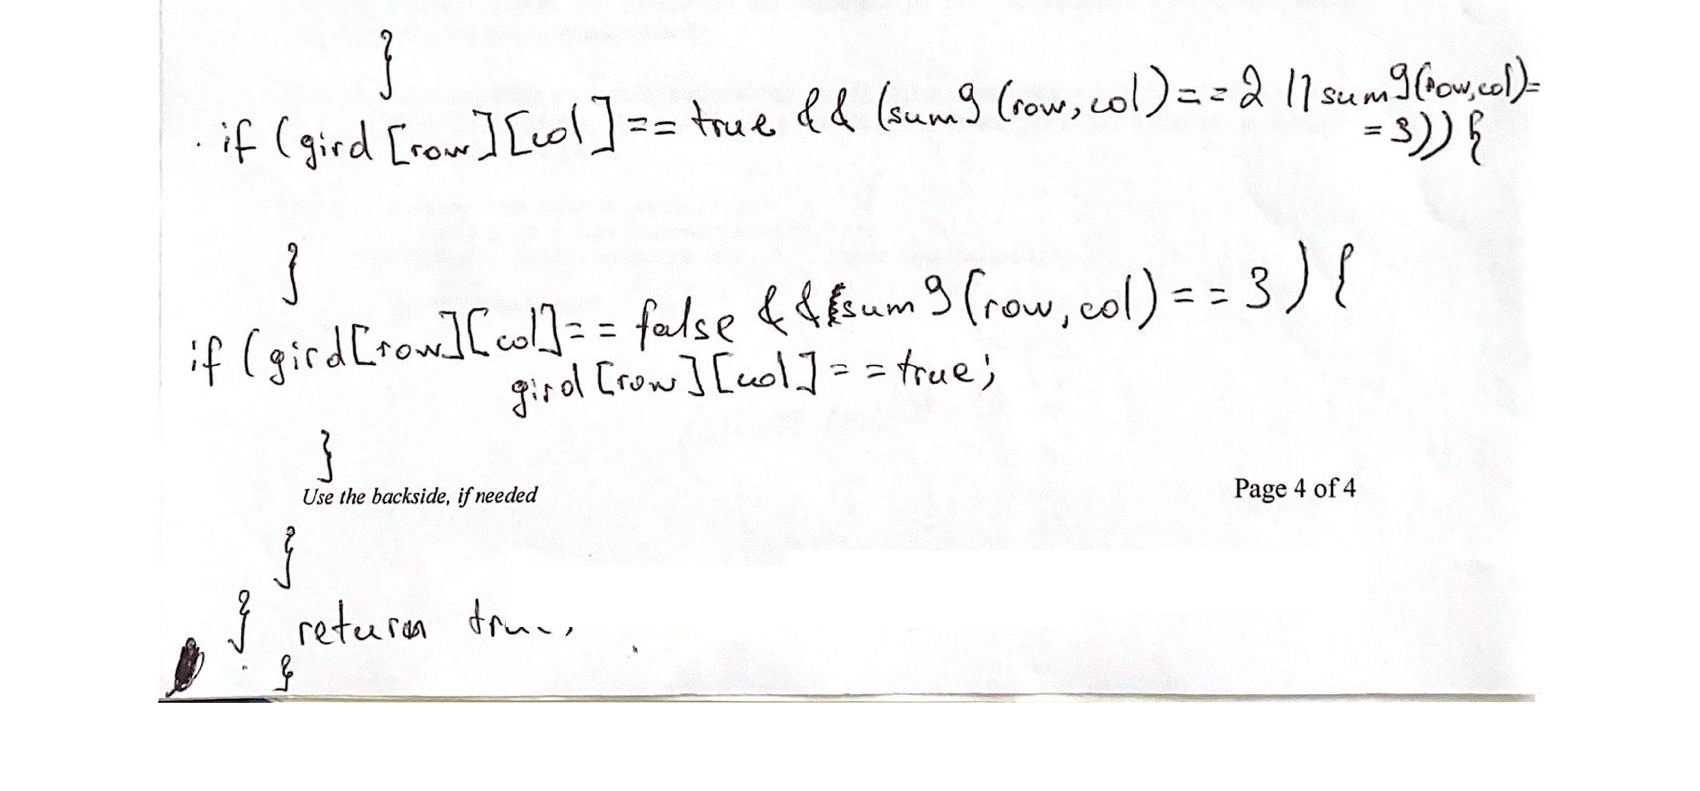 }
if (gird [row][col]== true && (sum9 (row, col)==2 || sum9(row,col)=
=3)) {
}
if (gird[row][col]== false && (sum9(row,col)==3) {
gird [row][col]==true;
}
Use the backside, if needed Page 4 of 4
}
} return
}